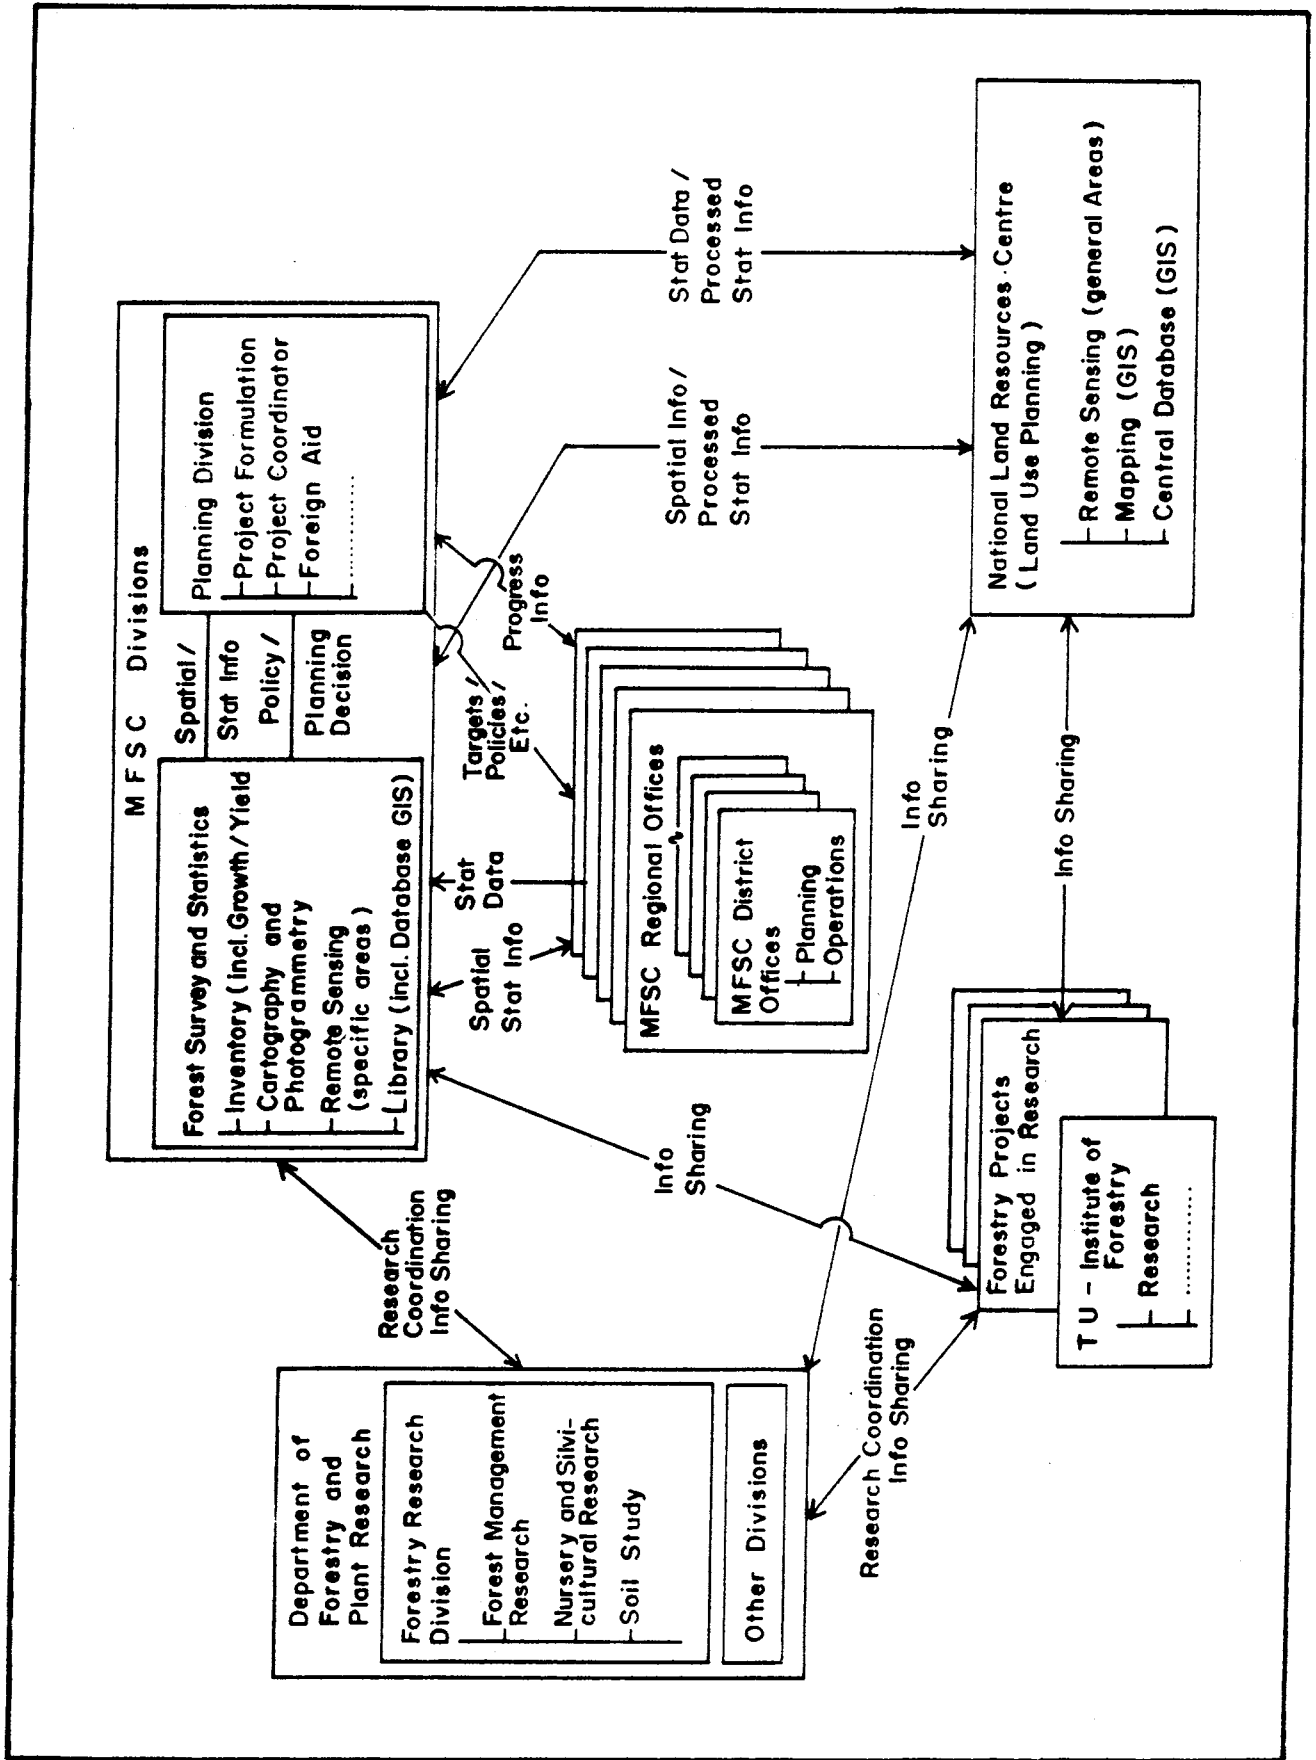 MFSC Divisions
Forest Survey and Statistics
Inventory (incl. Growth/Yield
Cartography and
Photogrammetry
Remote Sensing
(specific areas)
Library (incl. Database GIS)
Spatial /
Stat Info
Policy /
Planning
Decision
Planning Division
Project Formulation
Project Coordinator
Foreign Aid
..........
Department of
Forestry and
Plant Research
Forestry Research
Division
Forest Management
Research
Nursery and Silvi-
cultural Research
Soil Study
Other Divisions
Research
Coordination
Info Sharing
Spatial
Stat Info
Stat
Data
Targets/
Policies/
Etc.
Progress
Info
MFSC Regional Offices
MFSC District
Offices
Planning
Operations
Info
Sharing
Spatial Info /
Processed
Stat Info
Stat Data /
Processed
Stat Info
Info
Sharing
Research Coordination
Info Sharing
Info Sharing
Forestry Projects
Engaged in Research
TU - Institute of
Forestry
Research
..........
National Land Resources Centre
(Land Use Planning)
Remote Sensing (general Areas)
Mapping (GIS)
Central Database (GIS)